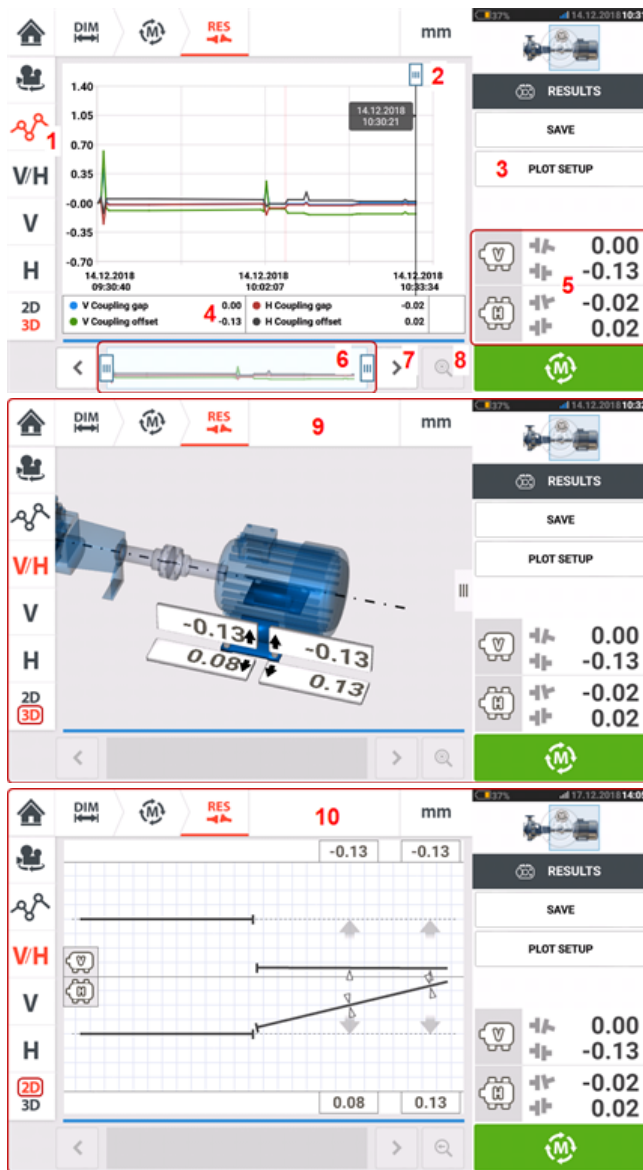 DIM RES mm 37% 14.12.2018 10:31
2
1.40
1.05
0.70
0.35
-0.00
-0.35
-0.70
14.12.2018
10:30:21
14.12.2018 14.12.2018 14.12.2018
09:30:40 10:02:07 10:33:34
V Coupling gap 0.00 H Coupling gap -0.02
V Coupling offset 4 -0.13 H Coupling offset 0.02
1
V/H
V
H
2D
3D
6 7 8
RESULTS
SAVE
3 PLOT SETUP
V 0.00
-0.13
5
H -0.02
0.02
M
DIM M RES 9 mm 37% 14.12.2018 10:32
V/H
V
H
2D
3D
-0.13 -0.13
0.08 0.13
RESULTS
SAVE
PLOT SETUP
V 0.00
-0.13
H -0.02
0.02
M
DIM M RES 10 mm 37% 17.12.2018 14:05
-0.13 -0.13
V/H
V
H
2D
3D
V
H
0.08 0.13
RESULTS
SAVE
PLOT SETUP
V 0.00
-0.13
H -0.02
0.02
M